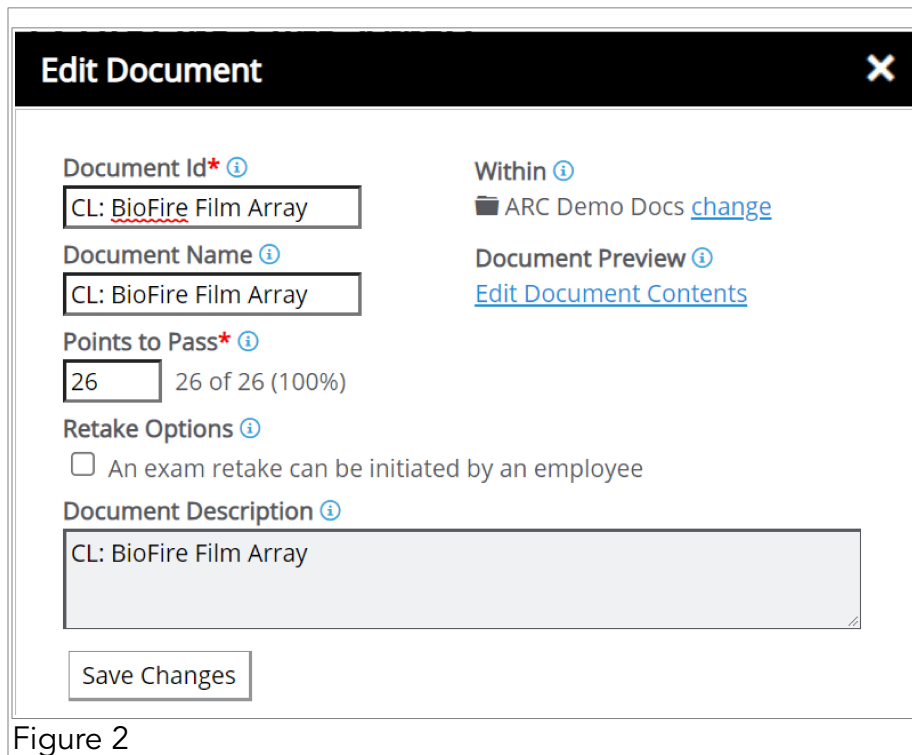 Edit Document
Document Id*
CL: BioFire Film Array
Document Name
CL: BioFire Film Array
Points to Pass*
26 26 of 26 (100%)
Retake Options
An exam retake can be initiated by an employee
Document Description
CL: BioFire Film Array
Save Changes
Within
ARC Demo Docs change
Document Preview
Edit Document Contents
Figure 2